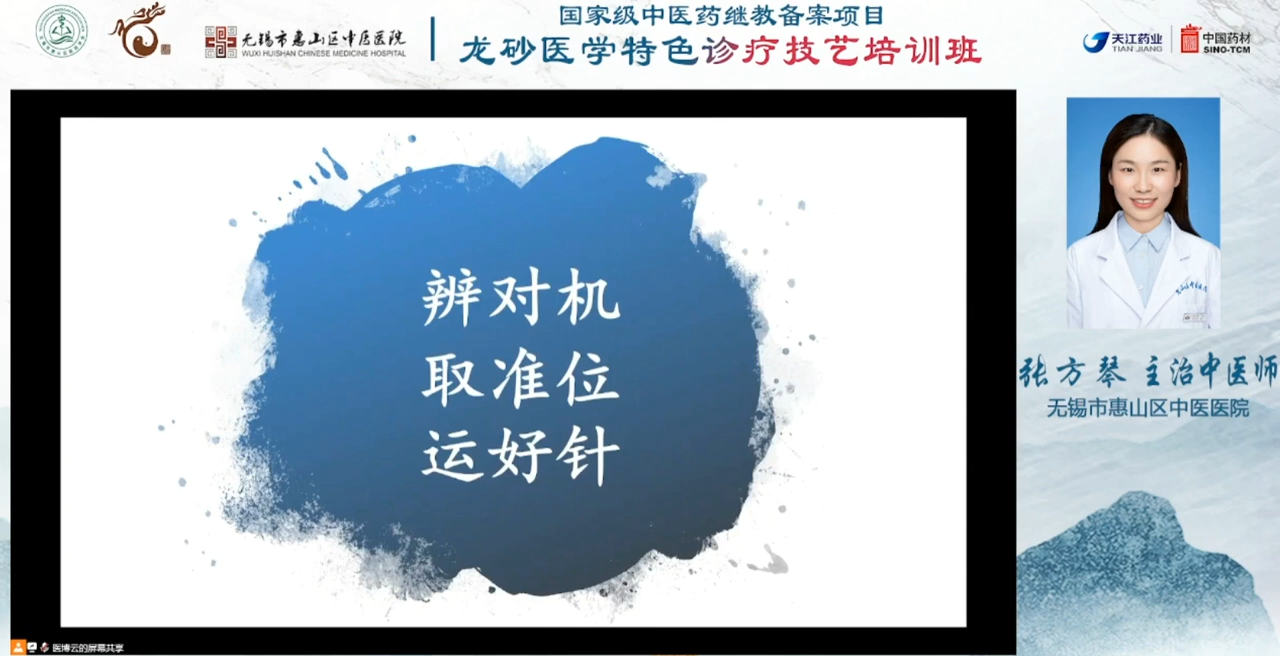 无锡市惠山区中医医院
WUXI HUISHAN CHINESE MEDICINE HOSPITAL
国家级中医药继教备案项目
龙砂医学特色诊疗技艺培训班
天江药业
TIAN JIANG
中国药材
SINO-TCM
辨对机
取准位
运好针
张方琴 主治中医师
无锡市惠山区中医医院
医博云的屏幕共享